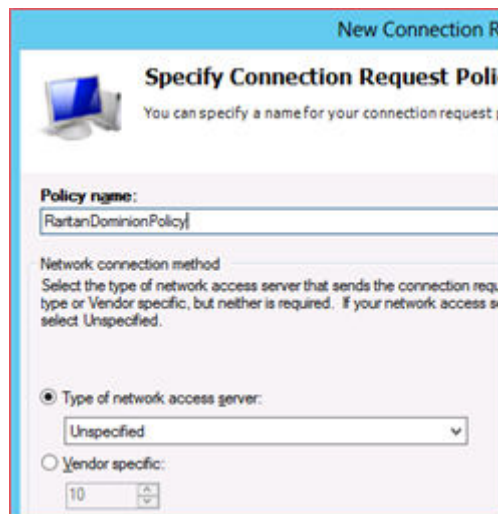 New Connection R
Specify Connection Request Poli
You can specify a name for your connection request p
Policy name:
RaritanDominionPolicy
Network connection method
Select the type of network access server that sends the connection requ
type or Vendor specific, but neither is required. If your network access s
select Unspecified.
Type of network access server:
Unspecified
Vendor specific:
10